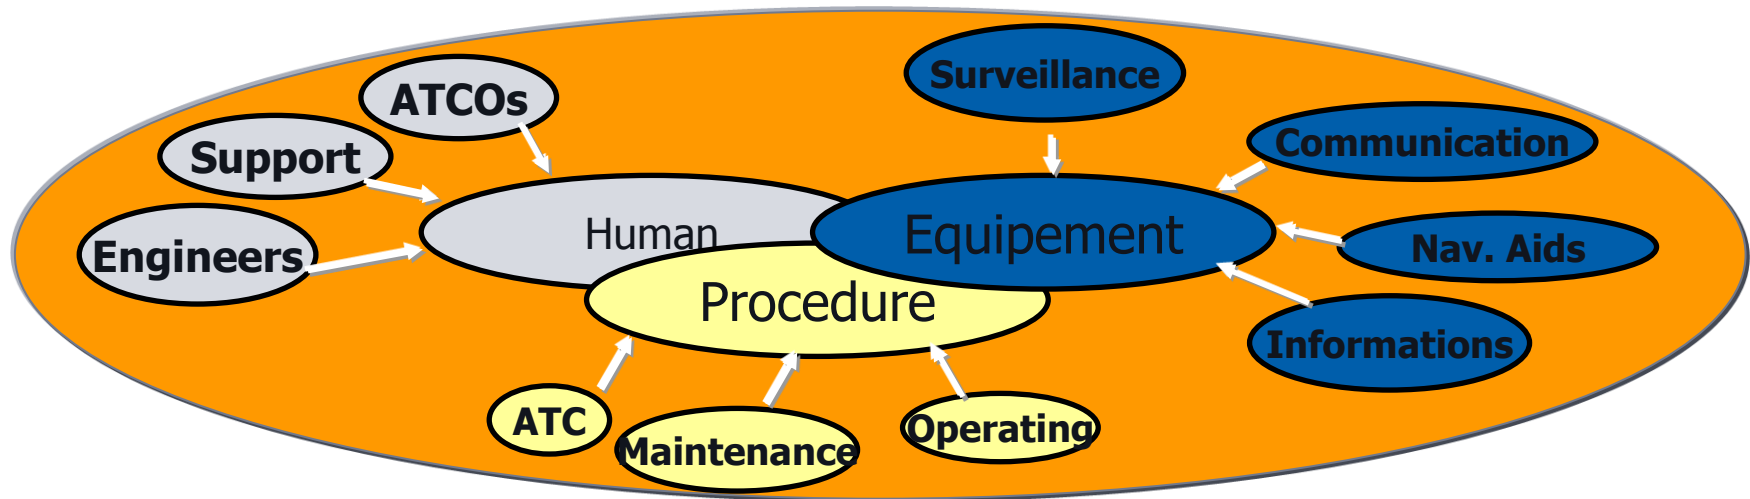 Surveillance
ATCOs
Communication
Support
Human
Equipement
Nav. Aids
Engineers
Procedure
Informations
ATC
Maintenance
Operating